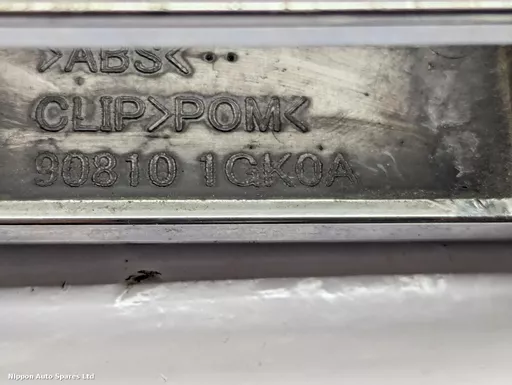 >ABS<
CLIP>POM<
90810 1GK0A
Nippon Auto Spares Ltd